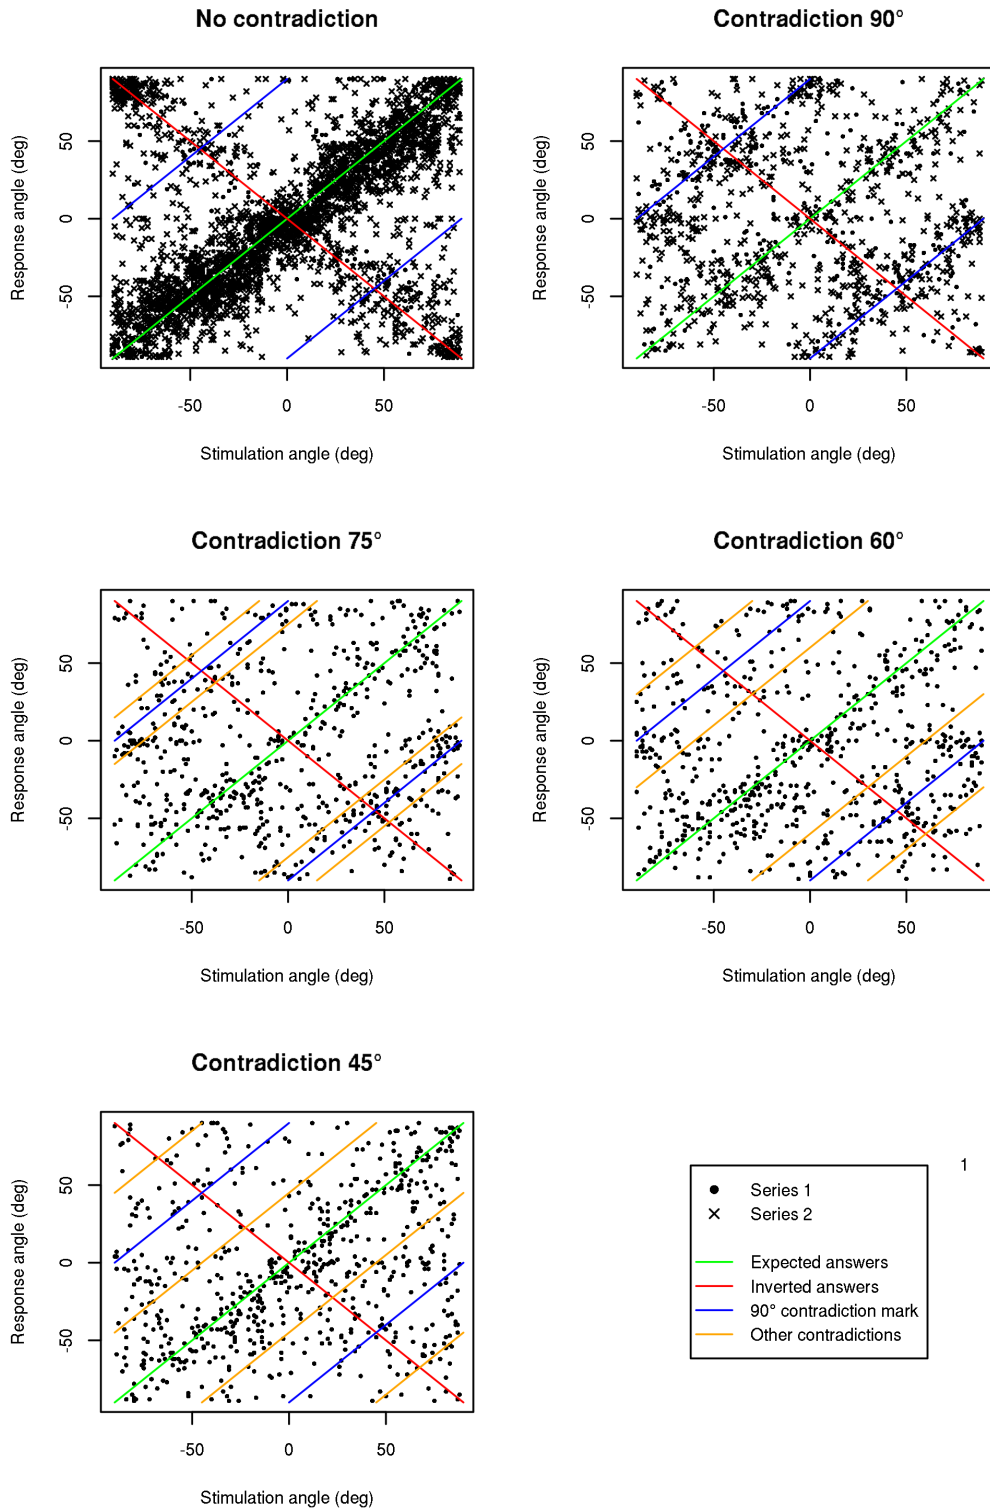 No contradiction
Response angle (deg)
50
0
-50
-50 0 50
Stimulation angle (deg)
Contradiction 90°
Response angle (deg)
50
0
-50
-50 0 50
Stimulation angle (deg)
Contradiction 75°
Response angle (deg)
50
0
-50
-50 0 50
Stimulation angle (deg)
Contradiction 60°
Response angle (deg)
50
0
-50
-50 0 50
Stimulation angle (deg)
Contradiction 45°
Response angle (deg)
50
0
-50
-50 0 50
Stimulation angle (deg)
1
Series 1
Series 2
Expected answers
Inverted answers
90° contradiction mark
Other contradictions